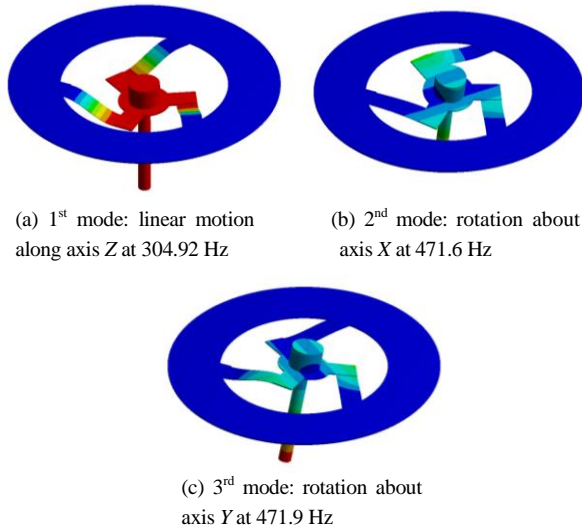 (a) 1st mode: linear motion
along axis Z at 304.92 Hz
(b) 2nd mode: rotation about
axis X at 471.6 Hz
(c) 3rd mode: rotation about
axis Y at 471.9 Hz